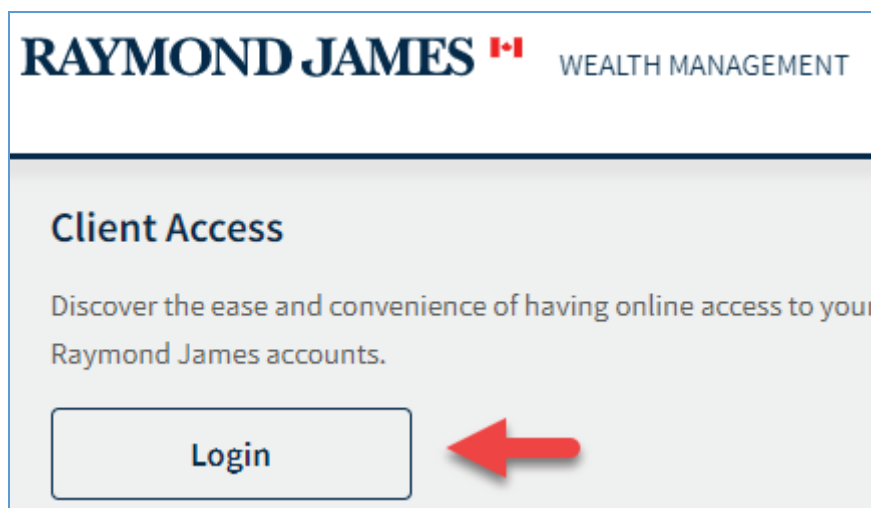 RAYMOND JAMES WEALTH MANAGEMENT
Client Access
Discover the ease and convenience of having online access to your
Raymond James accounts.
Login